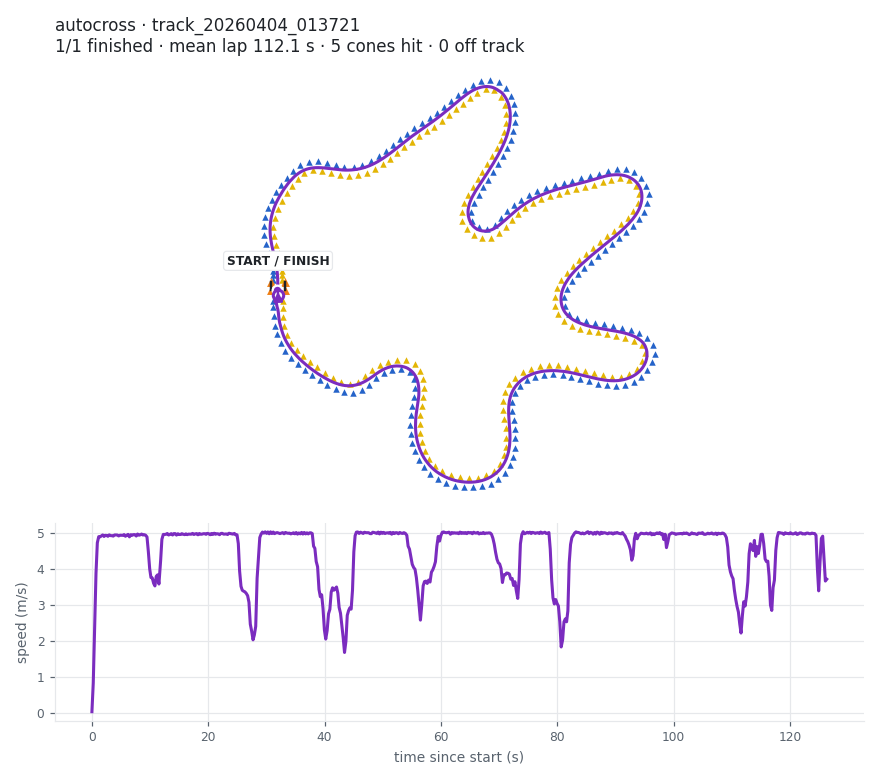 autocross · track_20260404_013721
1/1 finished · mean lap 112.1 s · 5 cones hit · 0 off track
START / FINISH
5
4
3
2
1
0
speed (m/s)
0 20 40 60 80 100 120
time since start (s)